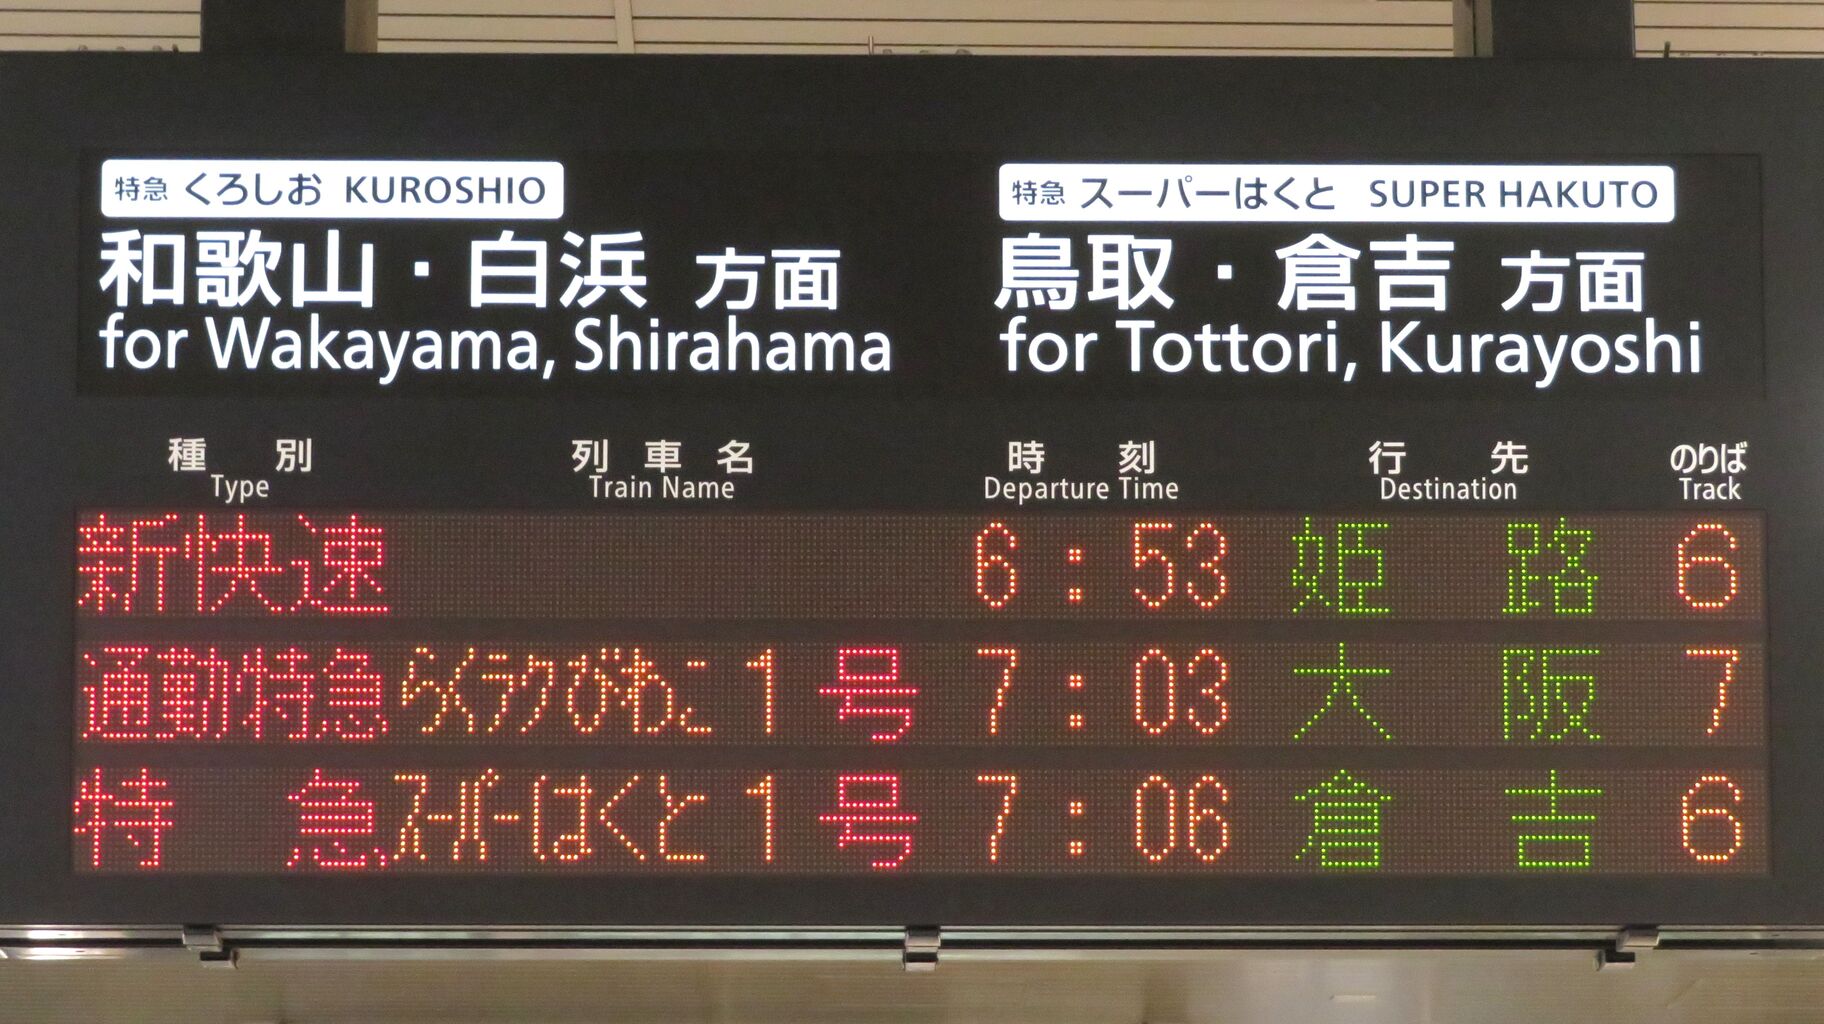 特急 くろしお KUROSHIO
和歌山・白浜 方面
for Wakayama, Shirahama
特急 スーパーはくと SUPER HAKUTO
鳥取・倉吉 方面
for Tottori, Kurayoshi
種別 列車名 時刻 行先 のりば
Type Train Name Departure Time Destination Track
新快速 6:53 姫路 6
通勤特急 らくラクびわこ 1号 7:03 大阪 7
特急 スーパーはくと 1号 7:06 倉吉 6